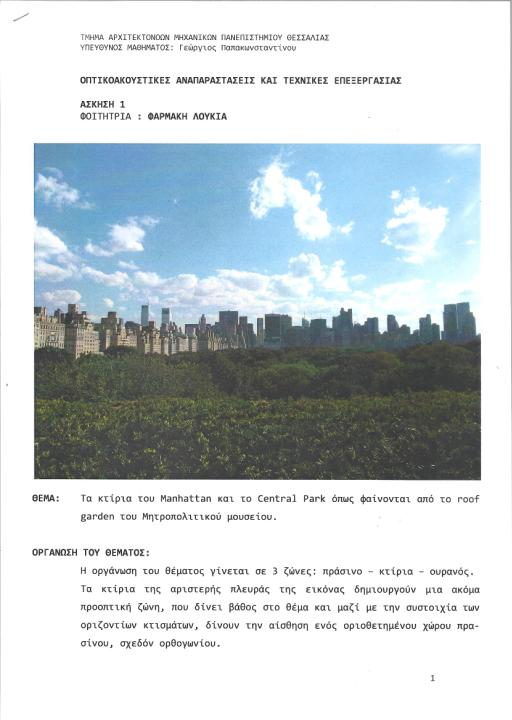 ΤΜΗΜΑ ΑΡΧΙΤΕΚΤΟΝΟΩΝ ΜΗΧΑΝΙΚΩΝ ΠΑΝΕΠΙΣΤΗΜΙΟΥ ΘΕΣΣΑΛΙΑΣ
ΥΠΕΥΘΥΝΟΣ ΜΑΘΗΜΑΤΟΣ: Γεώργιος Παπακωνσταντίνου
ΟΠΤΙΚΟΑΚΟΥΣΤΙΚΕΣ ΑΝΑΠΑΡΑΣΤΑΣΕΙΣ ΚΑΙ ΤΕΧΝΙΚΕΣ ΕΠΕΞΕΡΓΑΣΙΑΣ
ΑΣΚΗΣΗ 1
ΦΟΙΤΗΤΡΙΑ : ΦΑΡΜΑΚΗ ΛΟΥΚΙΑ
ΘΕΜΑ: Τα κτίρια του Manhattan και το Central Park όπως φαίνονται από το roof
garden του Μητροπολιτικού μουσείου.
ΟΡΓΑΝΩΣΗ ΤΟΥ ΘΕΜΑΤΟΣ:
Η οργάνωση του θέματος γίνεται σε 3 ζώνες: πράσινο – κτίρια – ουρανός.
Τα κτίρια της αριστερής πλευράς της εικόνας δημιουργούν μια ακόμα
προοπτική ζώνη, που δίνει βάθος στο θέμα και μαζί με την συστοιχία των
οριζοντίων κτισμάτων, δίνουν την αίσθηση ενός οριοθετημένου χώρου πρα-
σίνου, σχεδόν ορθογωνίου.
1